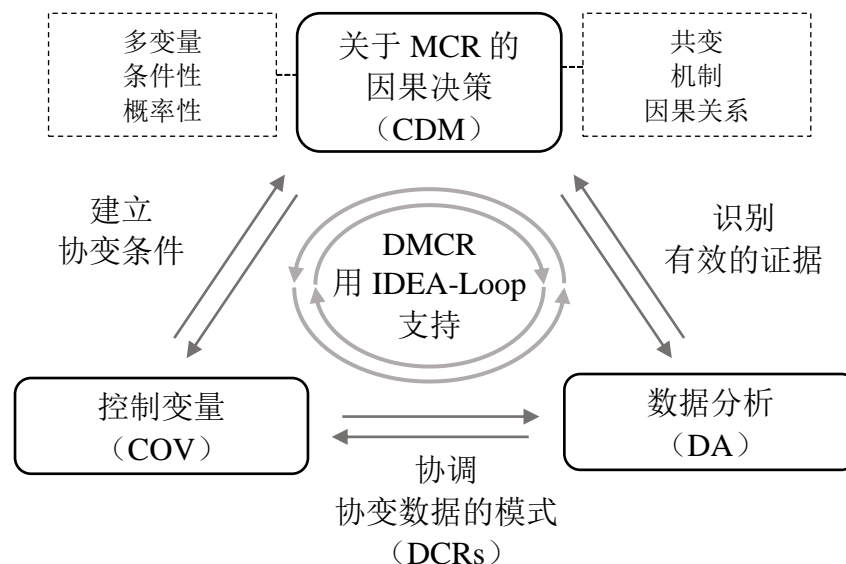 多变量
条件性
概率性
关于 MCR 的
因果决策
（CDM）
共变
机制
因果关系
建立
协变条件
DMCR
用 IDEA-Loop
支持
识别
有效的证据
控制变量
（COV）
数据分析
（DA）
协调
协变数据的模式
（DCRs）